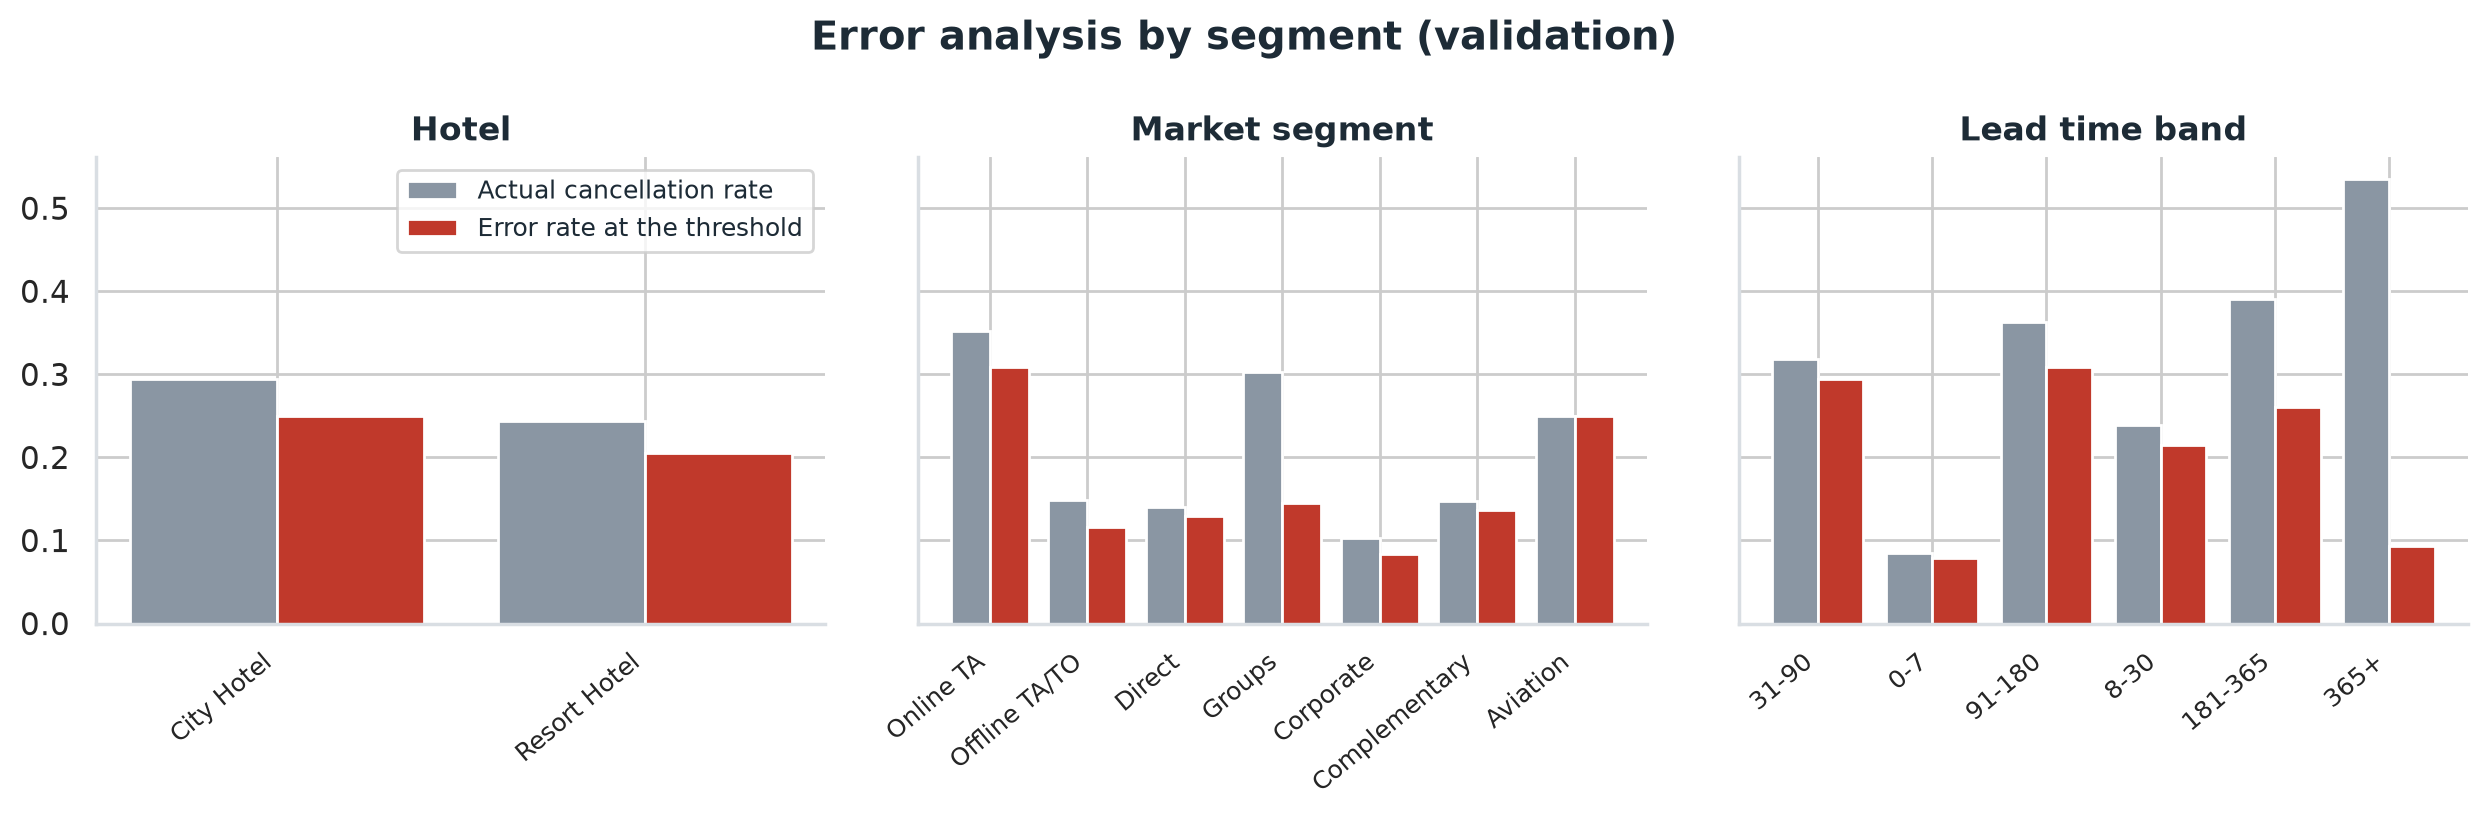 Error analysis by segment (validation)
Hotel
Actual cancellation rate
Error rate at the threshold
0.5
0.4
0.3
0.2
0.1
0.0
City Hotel
Resort Hotel
Market segment
Online TA
Offline TA/TO
Direct
Groups
Corporate
Complementary
Aviation
Lead time band
31-90
0-7
91-180
8-30
181-365
365+